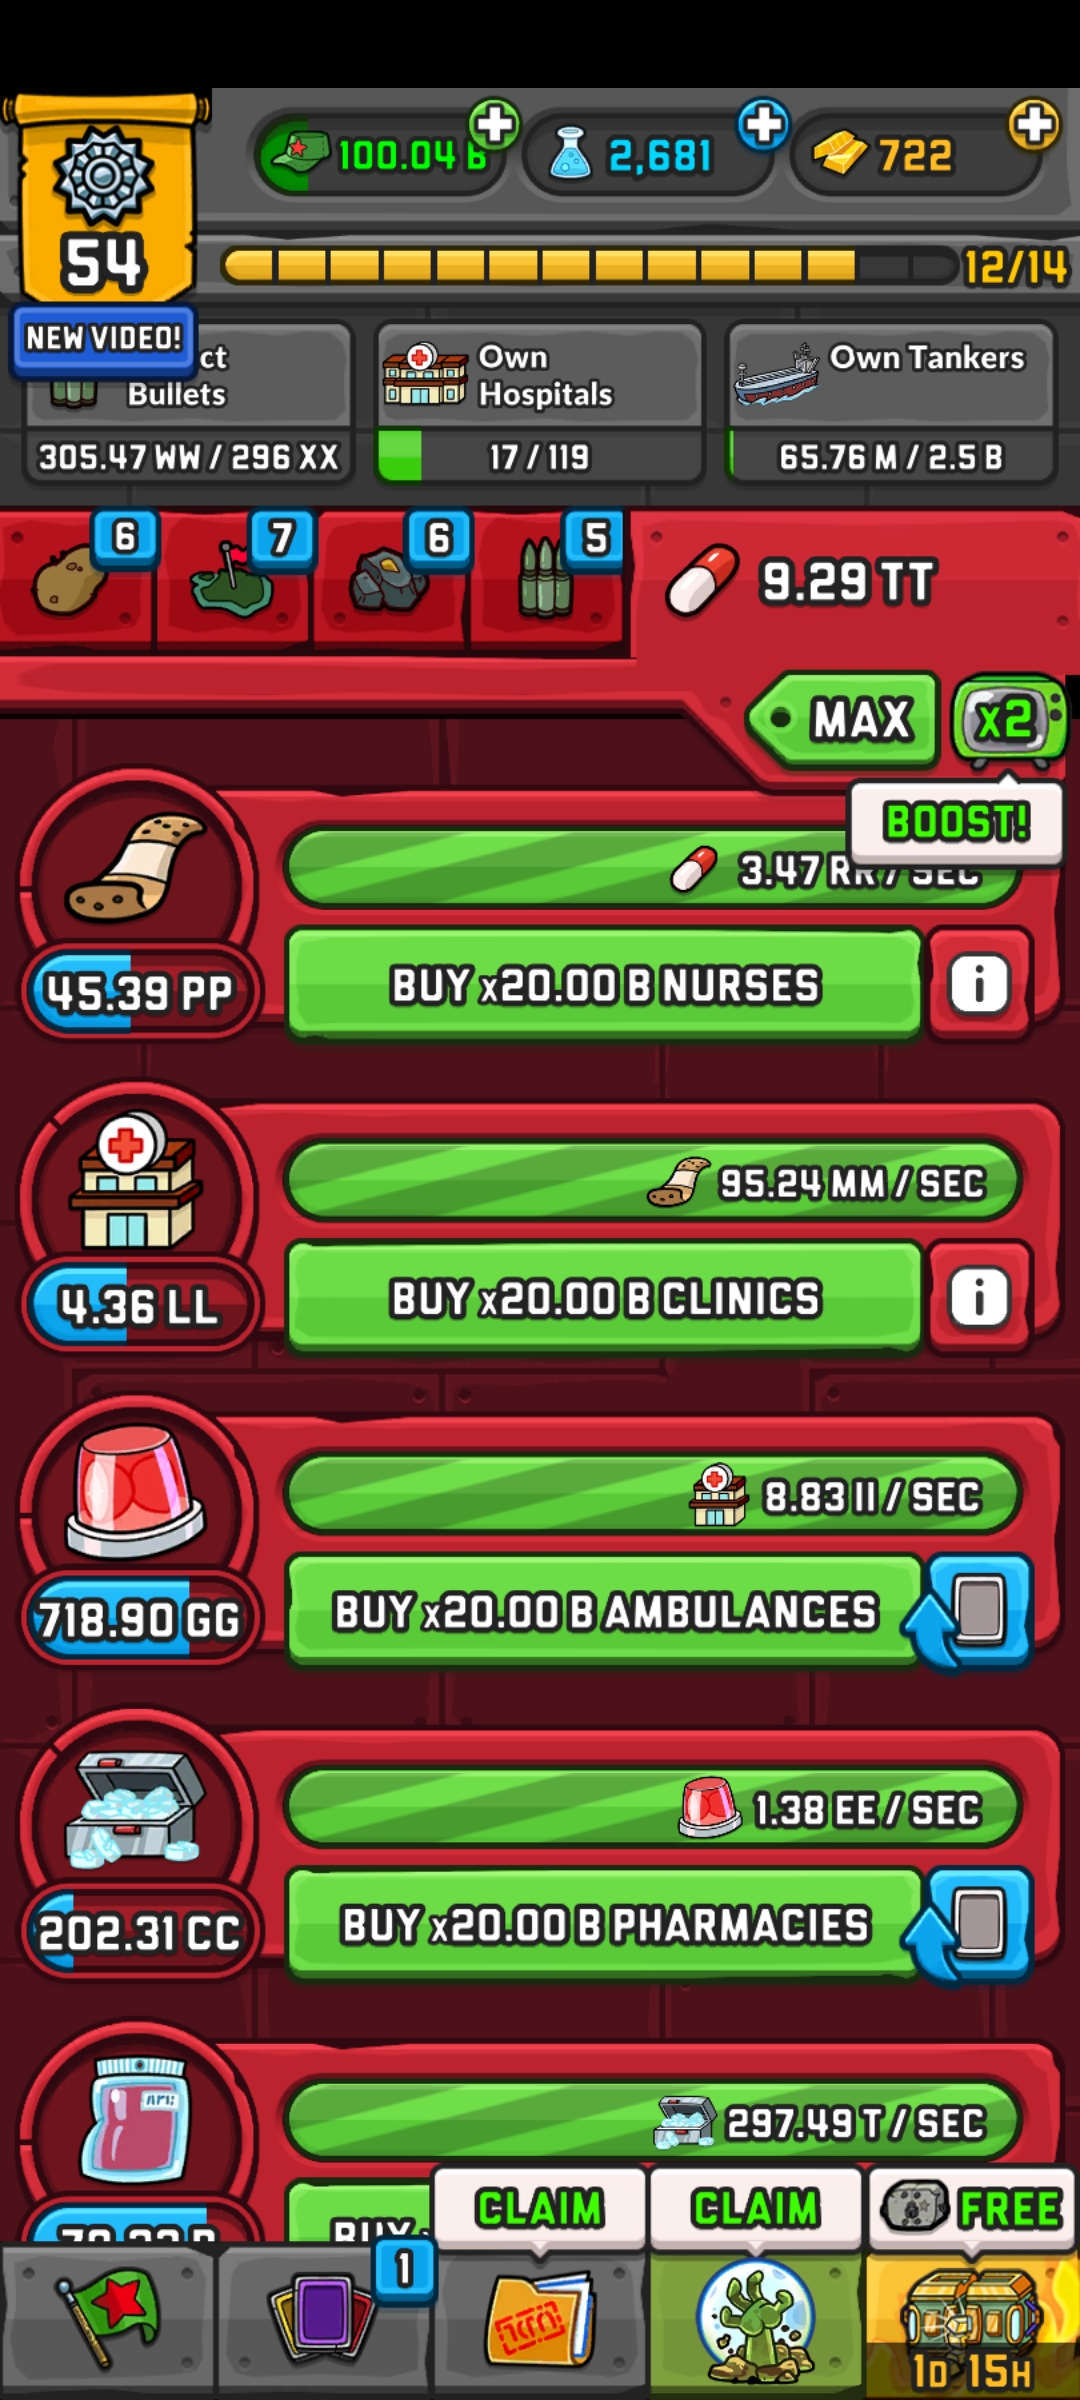 54
100.04 B
2,681
722
12/14
NEW VIDEO!
ct
Bullets
305.47 WW / 296 XX
Own
Hospitals
17 / 119
Own Tankers
65.76 M / 2.5 B
6
7
6
5
9.29 TT
MAX
x2
BOOST!
3.47 RR / SEC
45.39 PP
BUY x20.00 B NURSES
i
95.24 MM / SEC
4.36 LL
BUY x20.00 B CLINICS
i
8.83 II / SEC
718.90 GG
BUY x20.00 B AMBULANCES
1.38 EE / SEC
202.31 CC
BUY x20.00 B PHARMACIES
297.49 T / SEC
BUY
CLAIM
CLAIM
FREE
1
1D 15H